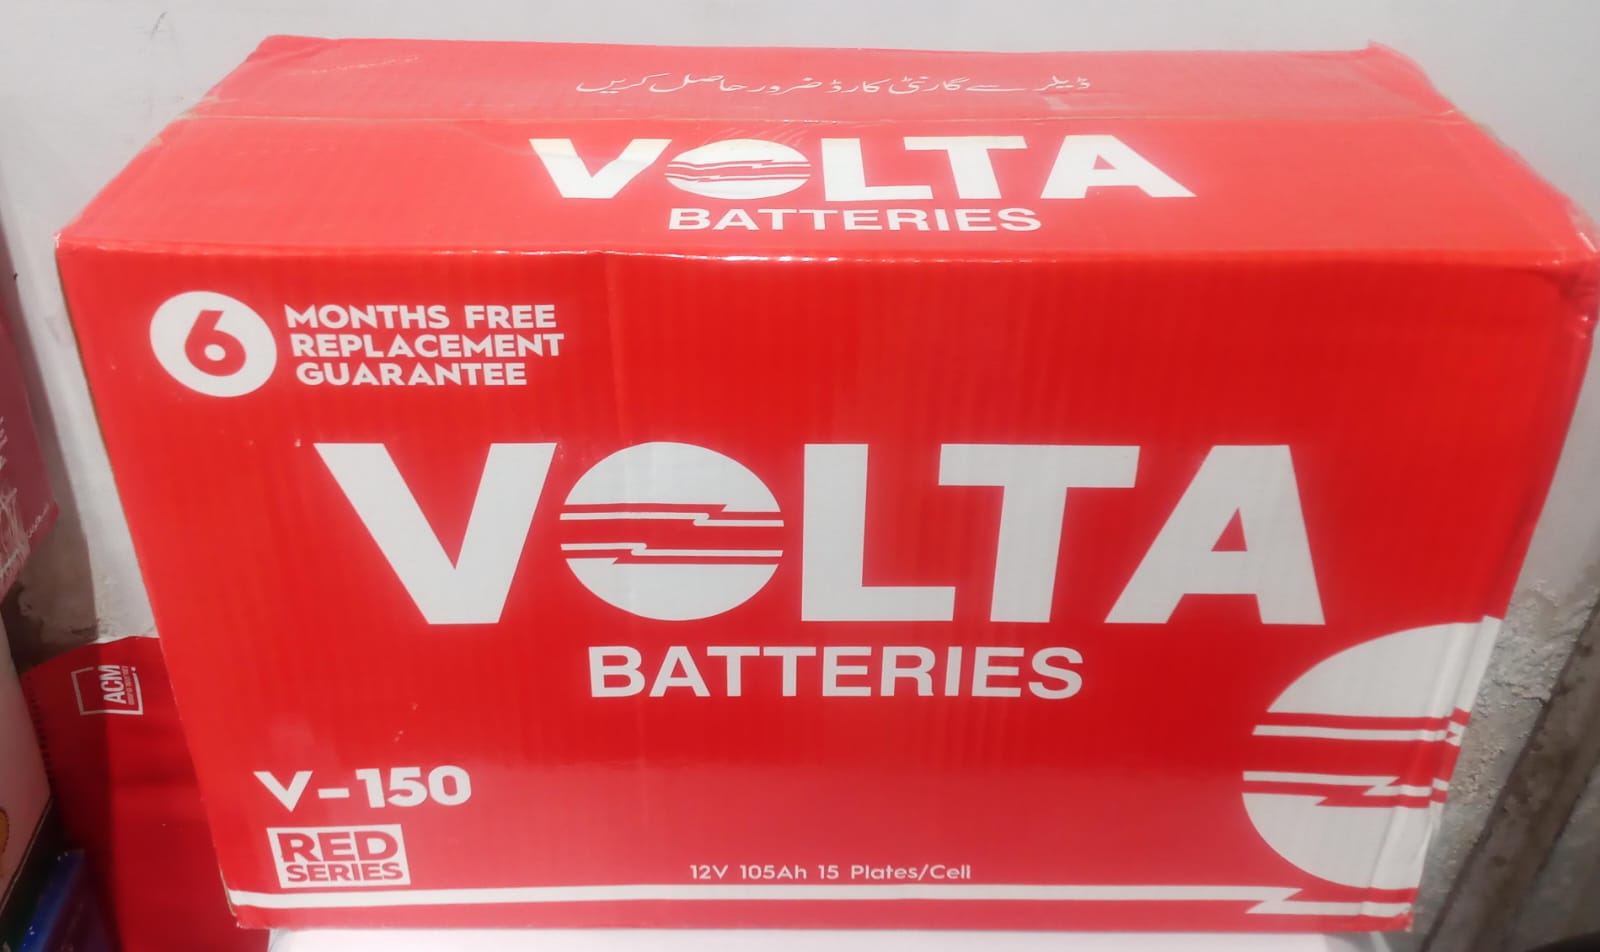 ڈیلر سے گارنٹی کارڈ ضرور حاصل کریں
VOLTA
BATTERIES
6 MONTHS FREE
REPLACEMENT
GUARANTEE
VOLTA
BATTERIES
V-150
RED
SERIES
12V 105Ah 15 Plates/Cell
ACM